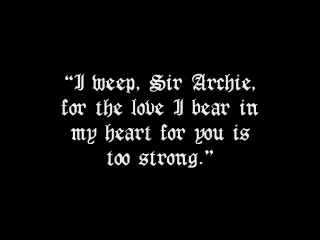 “I weep, Sir Archie,
for the love I bear in
my heart for you is
too strong.”